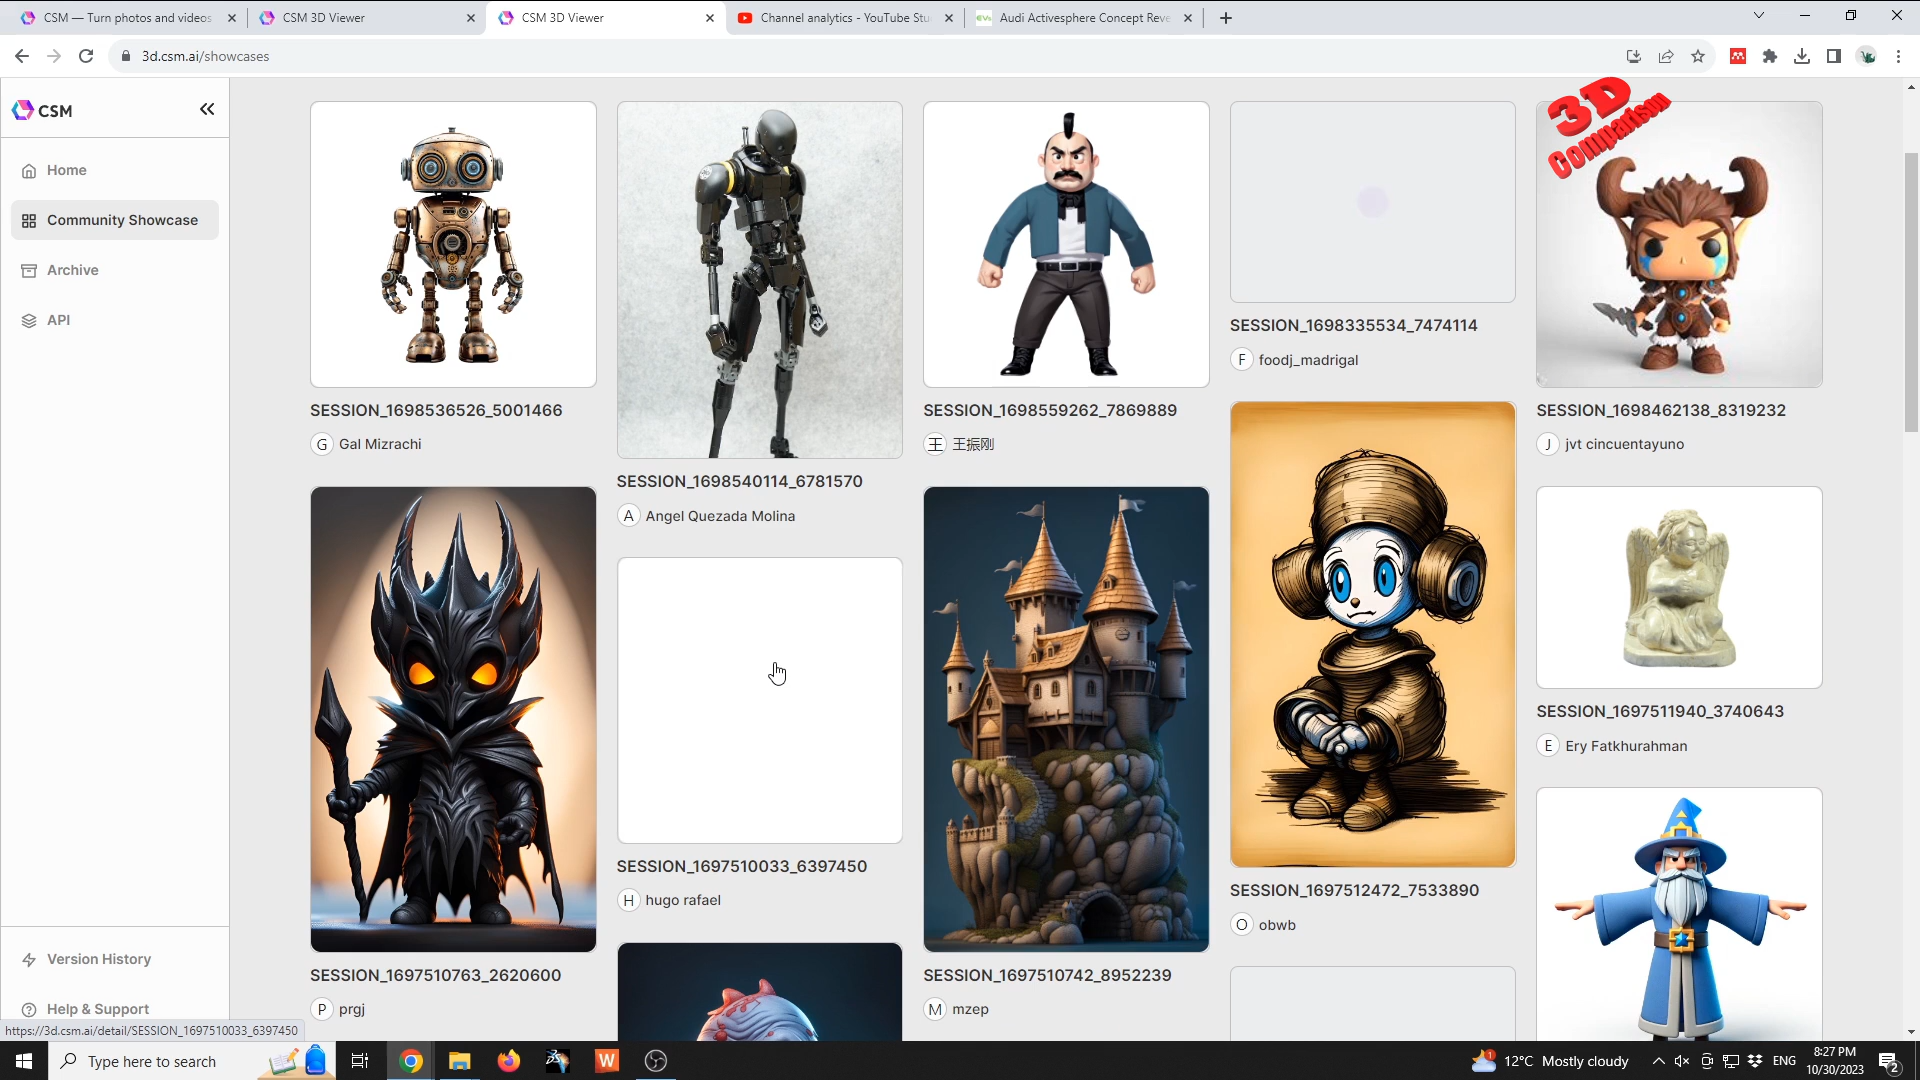 CSM — Turn photos and videos
CSM 3D Viewer
CSM 3D Viewer
Channel analytics - YouTube Stu
Audi Activesphere Concept Reve
3d.csm.ai/showcases
CSM
Home
Community Showcase
Archive
API
Version History
Help & Support
3D
Comparison
SESSION_1698536526_5001466
G Gal Mizrachi
SESSION_1698540114_6781570
A Angel Quezada Molina
SESSION_1698559262_7869889
王 王振刚
SESSION_1698335534_7474114
F foodj_madrigal
SESSION_1698462138_8319232
J jvt cincuentayuno
SESSION_1697510763_2620600
P prgj
SESSION_1697510033_6397450
H hugo rafael
SESSION_1697510742_8952239
M mzep
SESSION_1697512472_7533890
O obwb
SESSION_1697511940_3740643
E Ery Fatkhurahman
https://3d.csm.ai/detail/SESSION_1697510033_6397450
Type here to search
W
12°C Mostly cloudy
ENG
8:27 PM
10/30/2023
2